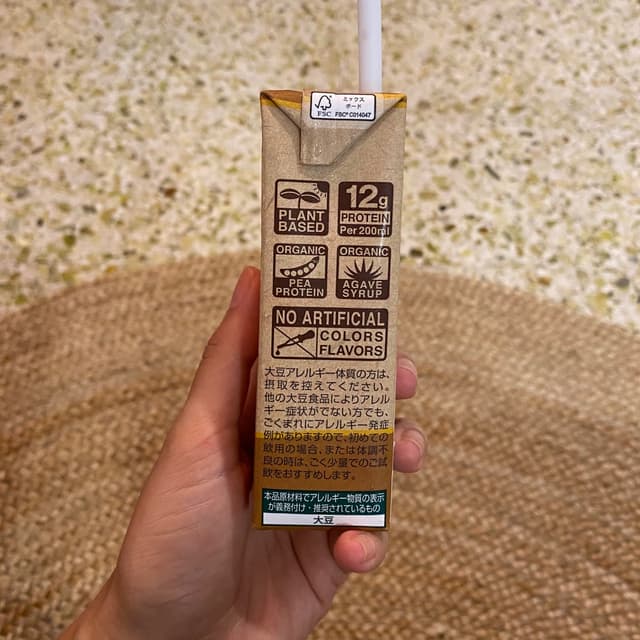 ミックス
ボード
FSC
FSC® C014047
PLANT
BASED
12g
PROTEIN
Per 200ml
ORGANIC
PEA
PROTEIN
ORGANIC
AGAVE
SYRUP
NO ARTIFICIAL
COLORS
FLAVORS
大豆アレルギー体質の方は、
摂取を控えてください。
他の大豆食品によりアレル
ギー症状がでない方でも、
ごくまれにアレルギー発症
例がありますので、初めての
飲用の場合、または体調不
良の時は、ごく少量でのご試
飲をおすすめします。
本品原材料でアレルギー物質の表示
が義務付け・推奨されているもの
大豆